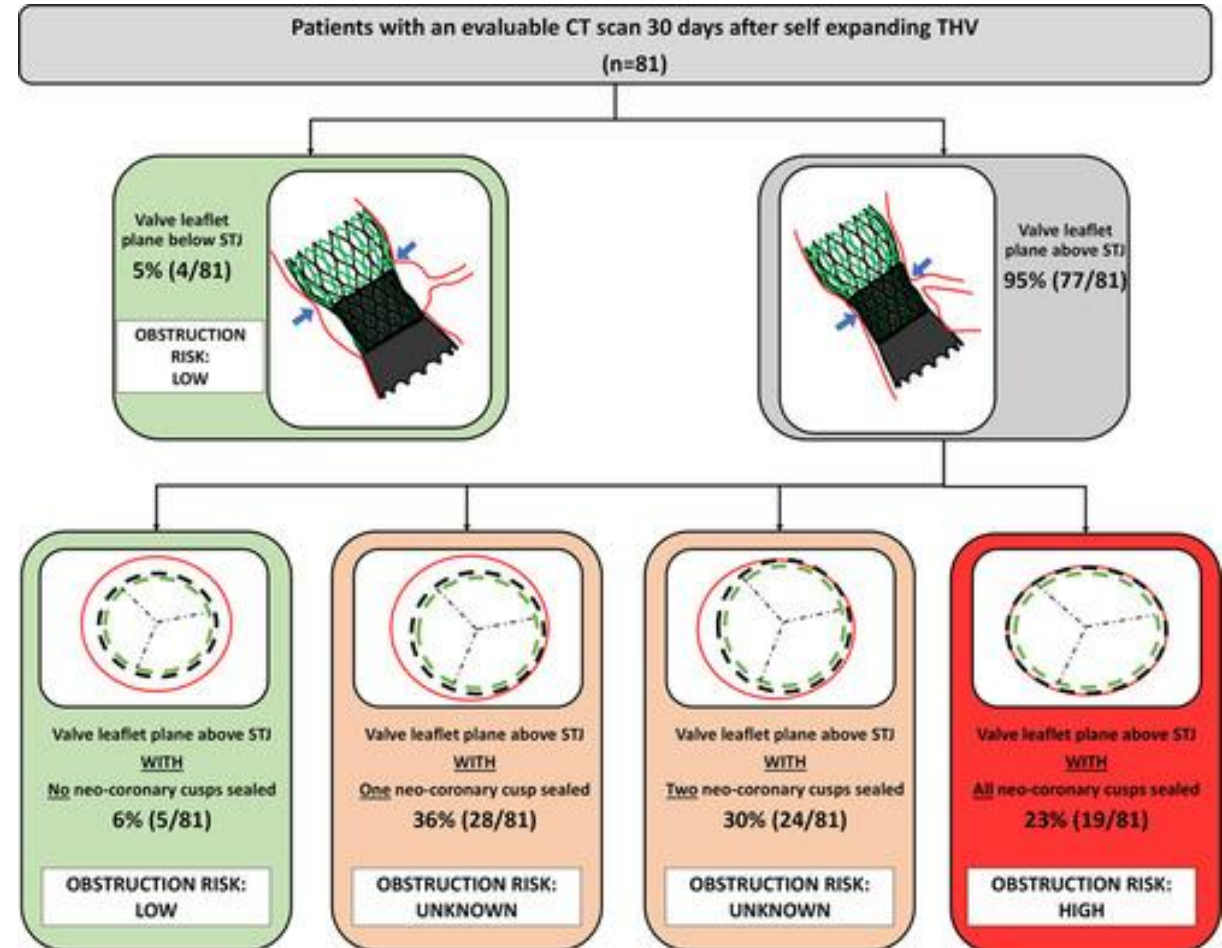 Patients with an evaluable CT scan 30 days after self expanding THV
(n=81)
Valve leaflet
plane below STJ
5% (4/81)
OBSTRUCTION
RISK:
LOW
Valve leaflet
plane above STJ
95% (77/81)
Valve leaflet plane above STJ
WITH
No neo-coronary cusps sealed
6% (5/81)
OBSTRUCTION RISK:
LOW
Valve leaflet plane above STJ
WITH
One neo-coronary cusp sealed
36% (28/81)
OBSTRUCTION RISK:
UNKNOWN
Valve leaflet plane above STJ
WITH
Two neo-coronary cusps sealed
30% (24/81)
OBSTRUCTION RISK:
UNKNOWN
Valve leaflet plane above STJ
WITH
All neo-coronary cusps sealed
23% (19/81)
OBSTRUCTION RISK:
HIGH